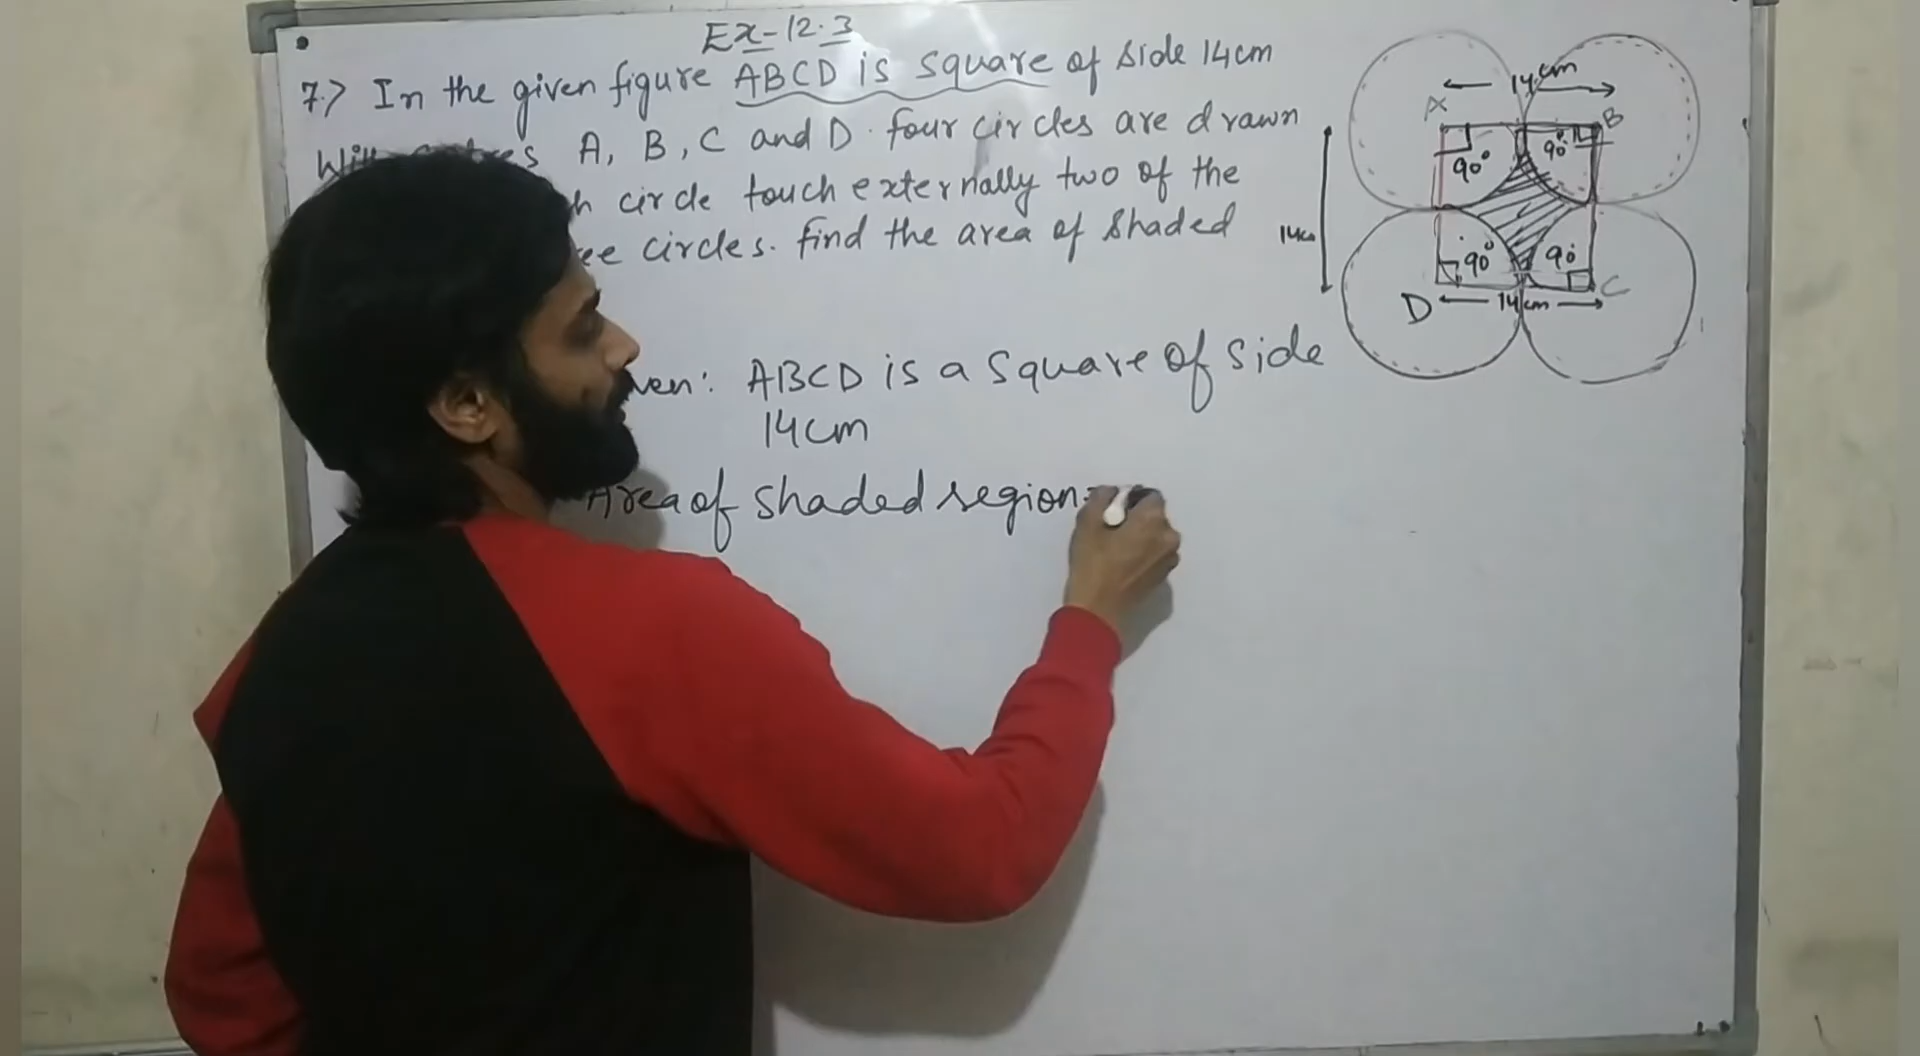 Ex-12.3
7.) In the given figure ABCD is square of side 14cm
A, B, C and D. four circles are drawn
circle touch externally two of the
circles. find the area of shaded
: ABCD is a Square of side
14cm
Area of shaded region=
14cm
A
B
90°
90°
14cm
90°
90°
D
14cm
C